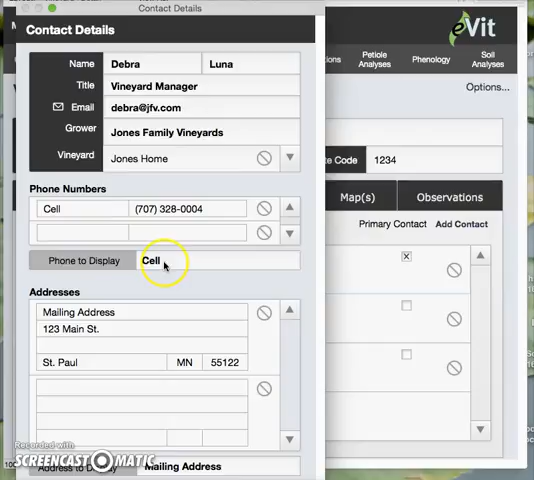 Contact Details
Contact Details
eVit
Name Debra Luna
Title Vineyard Manager
Email debra@jfv.com
Grower Jones Family Vineyards
Vineyard Jones Home
Petiole Analyses
Phenology
Soil Analyses
Options...
Code 1234
Phone Numbers
Cell (707) 328-0004
Phone to Display Cell
Map(s) Observations
Primary Contact Add Contact
x
Addresses
Mailing Address
123 Main St.
St. Paul MN 55122
Address to Display Mailing Address
Recorded with
SCREENCAST-O-MATIC